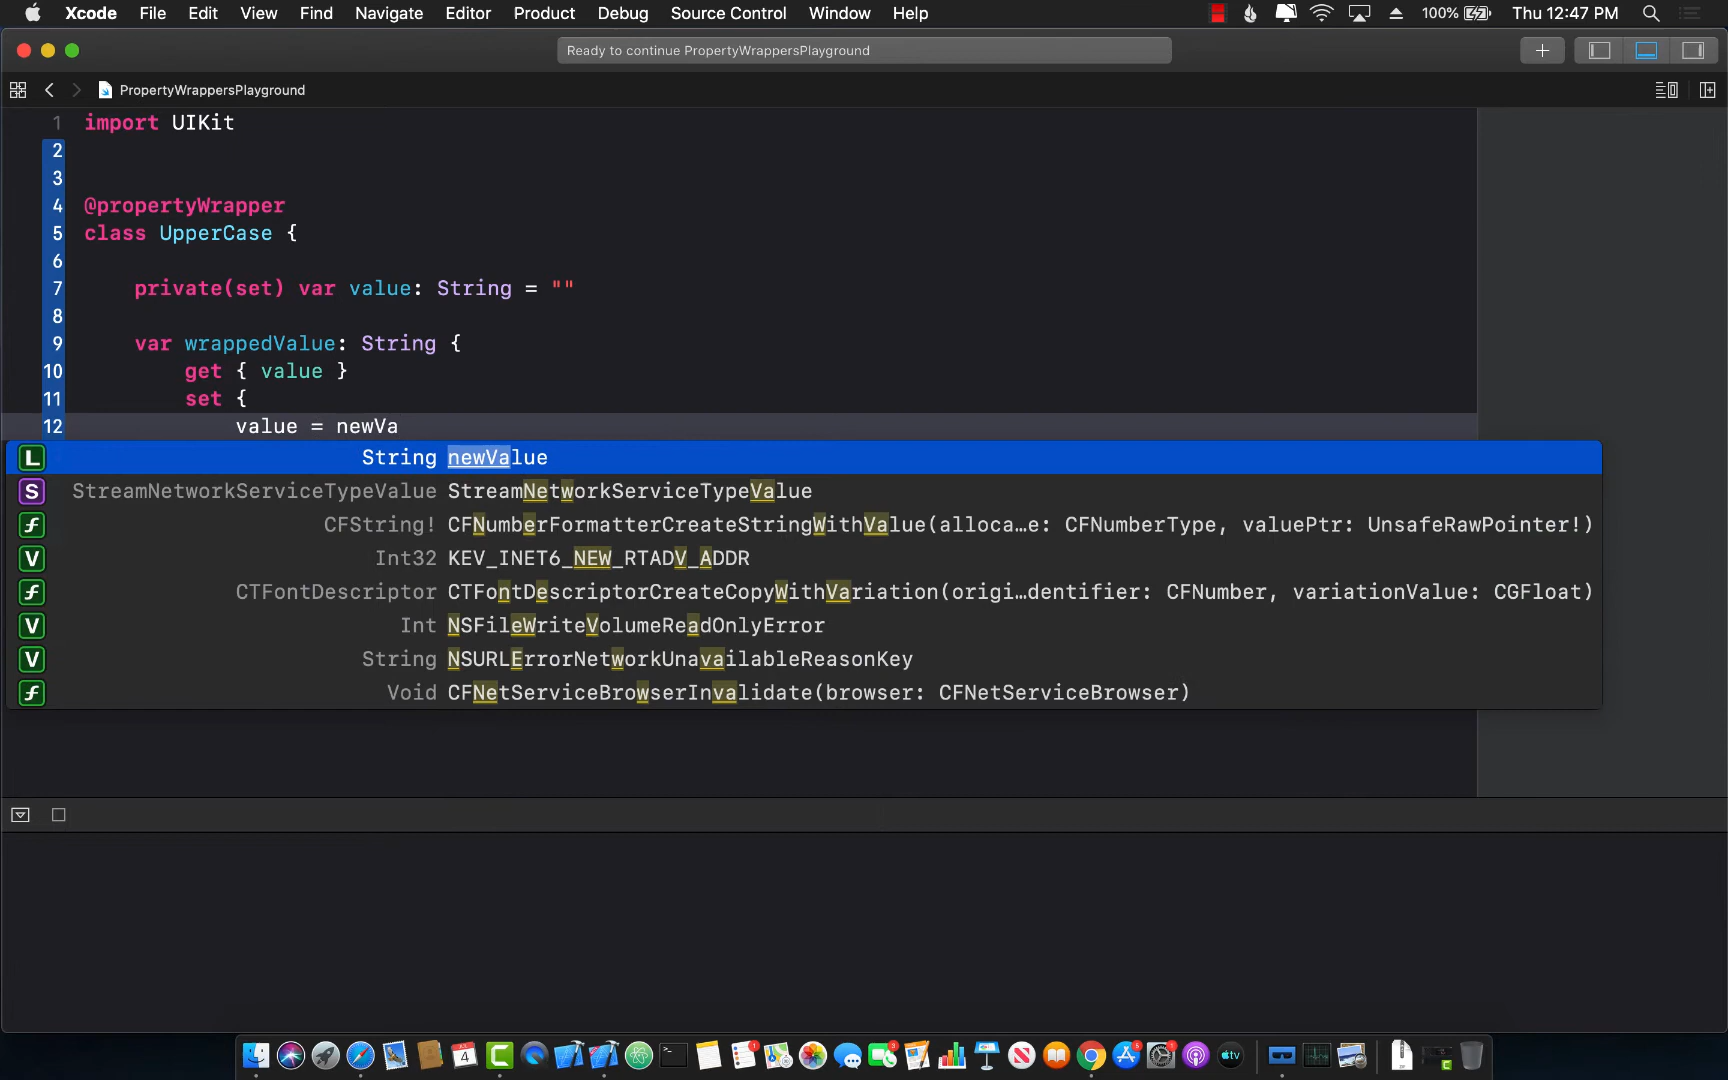 Xcode File Edit View Find Navigate Editor Product Debug Source Control Window Help 100% Thu 12:47 PM
Ready to continue PropertyWrappersPlayground
PropertyWrappersPlayground
1 import UIKit
2
3
4 @propertyWrapper
5 class UpperCase {
6
7 private(set) var value: String = ""
8
9 var wrappedValue: String {
10 get { value }
11 set {
12 value = newVa
L String newValue
S StreamNetworkServiceTypeValue StreamNetworkServiceTypeValue
f CFString! CFNumberFormatterCreateStringWithValue(alloca…e: CFNumberType, valuePtr: UnsafeRawPointer!)
V Int32 KEV_INET6_NEW_RTADV_ADDR
f CTFontDescriptor CTFontDescriptorCreateCopyWithVariation(origi…dentifier: CFNumber, variationValue: CGFloat)
V Int NSFileWriteVolumeReadOnlyError
V String NSURLErrorNetworkUnavailableReasonKey
f Void CFNetServiceBrowserInvalidate(browser: CFNetServiceBrowser)
4
tv